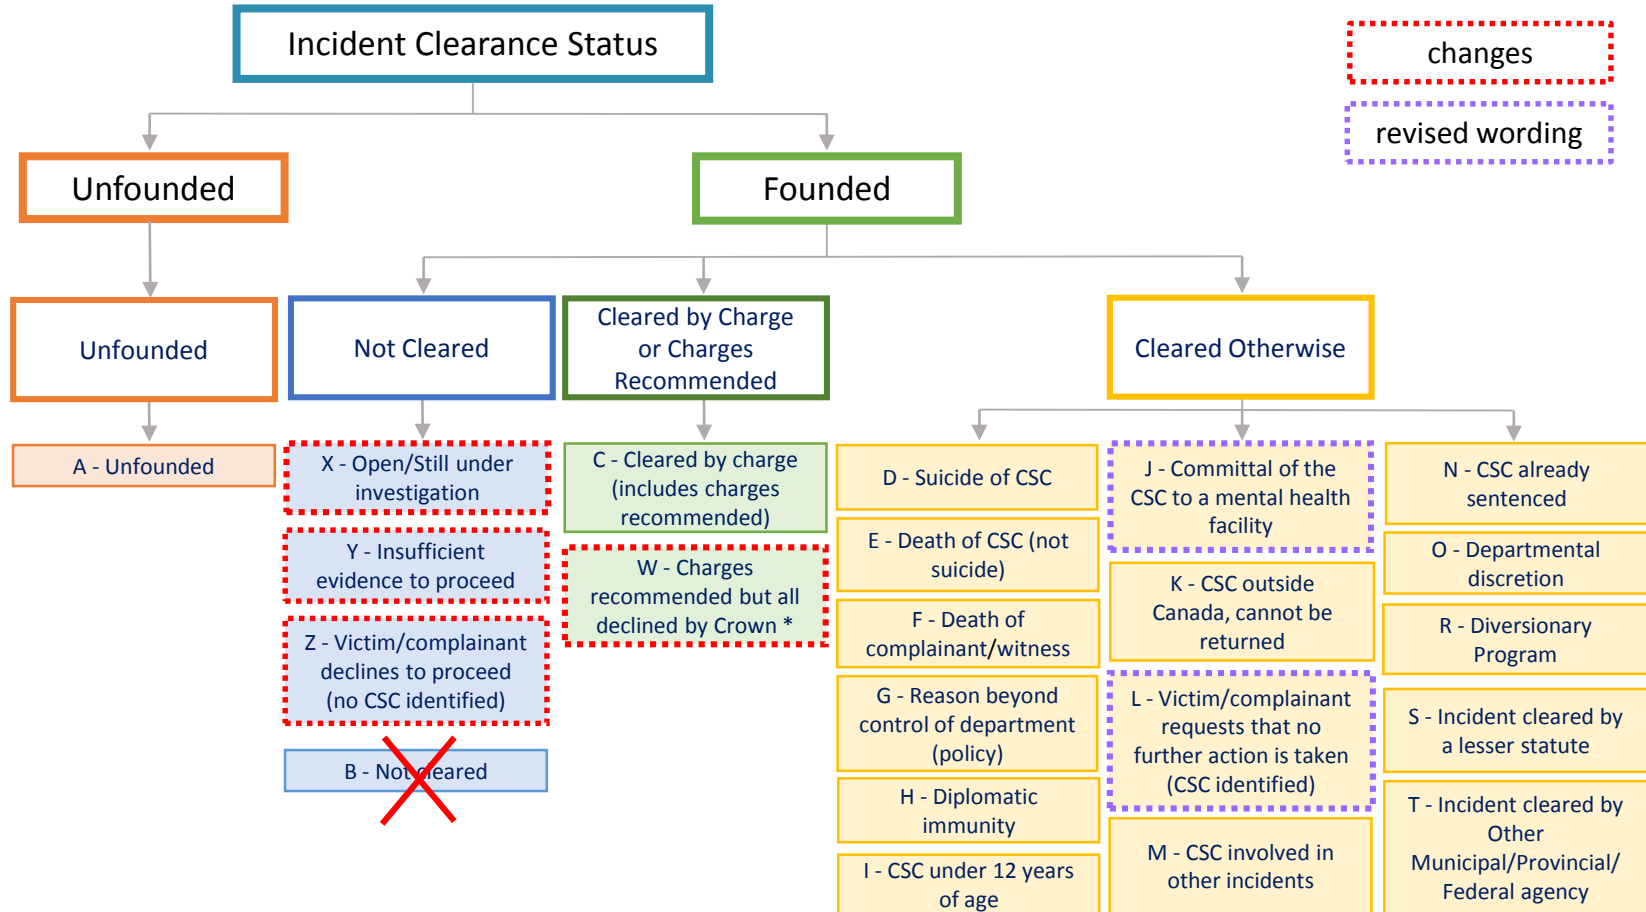 Incident Clearance Status
changes
revised wording
Unfounded
Founded
Unfounded
Not Cleared
Cleared by Charge
or Charges
Recommended
Cleared Otherwise
A - Unfounded
X - Open/Still under
investigation
Y - Insufficient
evidence to proceed
Z - Victim/complainant
declines to proceed
(no CSC identified)
B - Not cleared
C - Cleared by charge
(includes charges
recommended)
W - Charges
recommended but all
declined by Crown *
D - Suicide of CSC
E - Death of CSC (not
suicide)
F - Death of
complainant/witness
G - Reason beyond
control of department
(policy)
H - Diplomatic
immunity
I - CSC under 12 years
of age
J - Committal of the
CSC to a mental health
facility
K - CSC outside
Canada, cannot be
returned
L - Victim/complainant
requests that no
further action is taken
(CSC identified)
M - CSC involved in
other incidents
N - CSC already
sentenced
O - Departmental
discretion
R - Diversionary
Program
S - Incident cleared by
a lesser statute
T - Incident cleared by
Other
Municipal/Provincial/
Federal agency